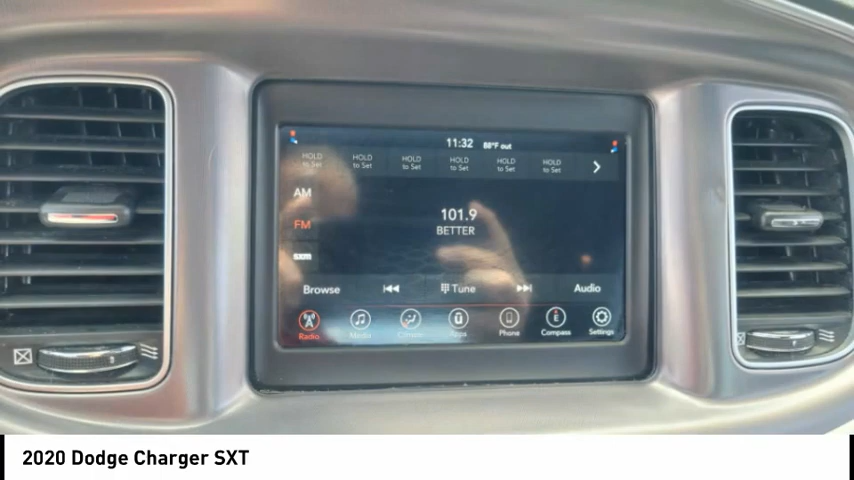 11:32 88°F out
HOLD to Set HOLD to Set HOLD to Set HOLD to Set HOLD to Set HOLD to Set
AM
101.9
FM
BETTER
SXM
Browse Tune Audio
Radio Media Climate Apps Phone Compass Settings
E
2020 Dodge Charger SXT